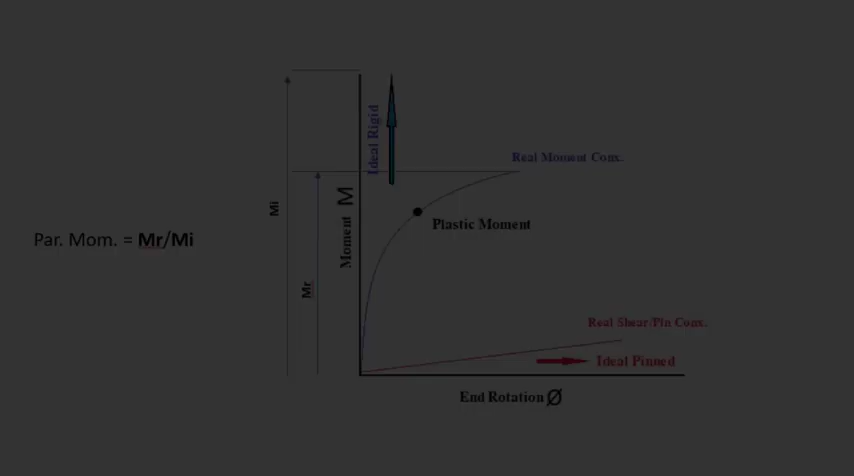 Ideal Rigid
Real Moment Conx.
Mi
Moment M
Plastic Moment
Par. Mom. = Mr/Mi
Mr
Real Shear/Pin Conx.
Ideal Pinned
End Rotation Ø